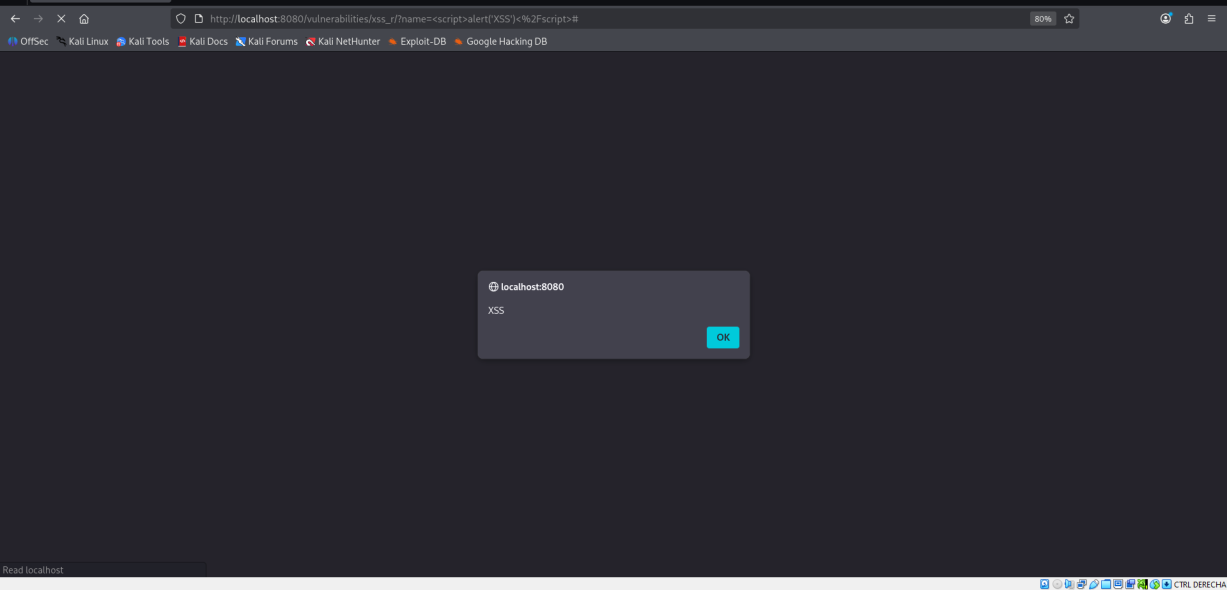 http://localhost:8080/vulnerabilities/xss_r/?name=<script>alert('XSS')<%2Fscript>#
80%
OffSec Kali Linux Kali Tools Kali Docs Kali Forums Kali NetHunter Exploit-DB Google Hacking DB
localhost:8080
XSS
OK
Read localhost
CTRL DERECHA